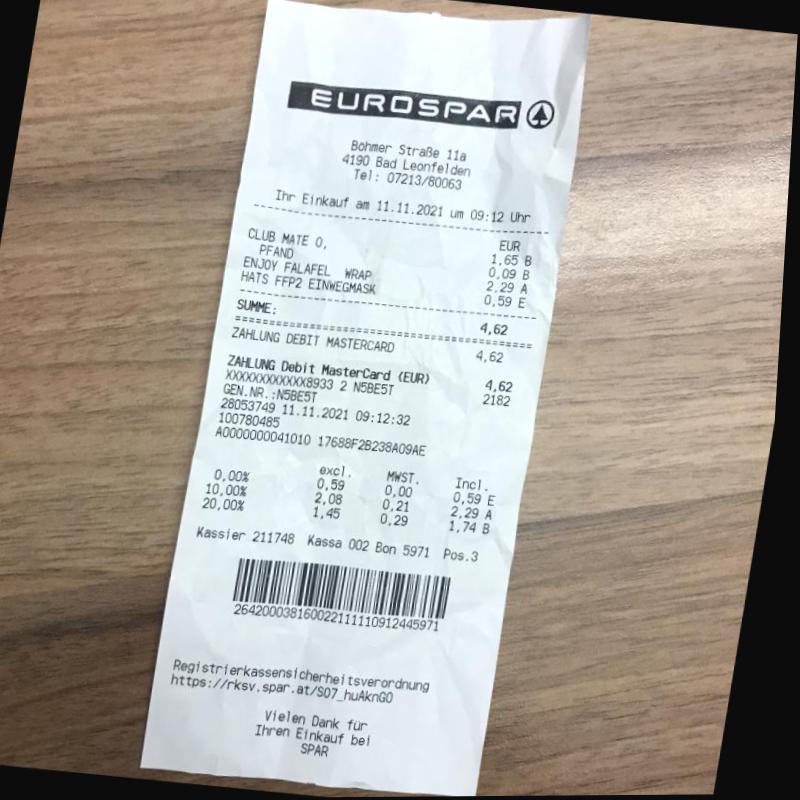 EUROSPAR
Böhmer Straße 11a
4190 Bad Leonfelden
Tel: 07213/80063
Ihr Einkauf am 11.11.2021 um 09:12 Uhr
EUR
CLUB MATE 0, 1,65 B
PFAND 0,09 B
ENJOY FALAFEL WRAP 2,29 A
HATS FFP2 EINWEGMASK 0,59 E
SUMME: 4,62
ZAHLUNG DEBIT MASTERCARD 4,62
ZAHLUNG Debit MasterCard (EUR) 4,62
XXXXXXXXXXXX8933 2 N5BE5T 2182
GEN.NR.:N5BE5T
28053749 11.11.2021 09:12:32
100780485
A0000000041010 17688F2B238A09AE
excl. MWST. Incl.
0,00% 0,59 0,00 0,59 E
10,00% 2,08 0,21 2,29 A
20,00% 1,45 0,29 1,74 B
Kassier 211748 Kassa 002 Bon 5971 Pos.3
264200038160022111110912445971
Registrierkassensicherheitsverordnung
https://rksv.spar.at/S07_huAknG0
Vielen Dank für
Ihren Einkauf bei
SPAR